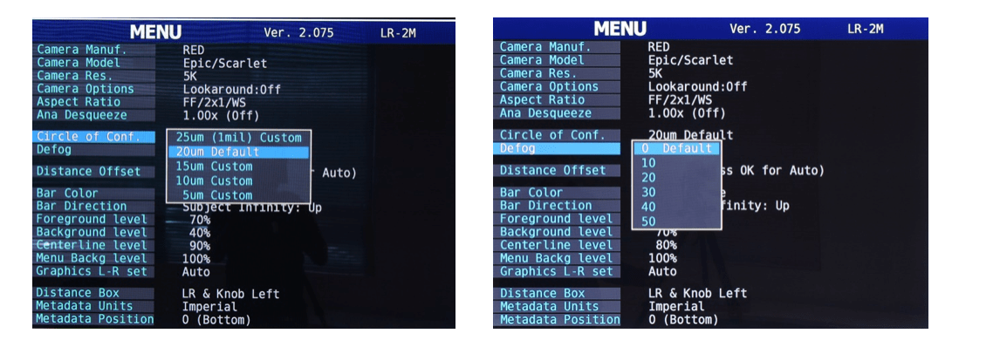 MENU Ver. 2.075 LR-2M
Camera Manuf. RED
Camera Model Epic/Scarlet
Camera Res. 5K
Camera Options Lookaround:Off
Aspect Ratio FF/2x1/WS
Ana Desqueeze 1.00x (Off)
Circle of Conf. 25um (1mil) Custom
Defog 20um Default
15um Custom
Distance Offset Auto)
10um Custom
Bar Color 5um Custom
Bar Direction Subject Infinity: Up
Foreground level 70%
Background level 40%
Centerline level 90%
Menu Backg level 100%
Graphics L-R set Auto
Distance Box LR & Knob Left
Metadata Units Imperial
Metadata Position 0 (Bottom)
MENU Ver. 2.075 LR-2M
Camera Manuf. RED
Camera Model Epic/Scarlet
Camera Res. 5K
Camera Options Lookaround:Off
Aspect Ratio FF/2x1/WS
Ana Desqueeze 1.00x (Off)
Circle of Conf. 20um Default
Defog 0 Default
10
Distance Offset ss OK for Auto)
20
Bar Color 30
Bar Direction 40 finity: Up
Foreground level 50
Background level 70%
Centerline level 80%
Menu Backg level 100%
Graphics L-R set Auto
Distance Box LR & Knob Left
Metadata Units Imperial
Metadata Position 0 (Bottom)